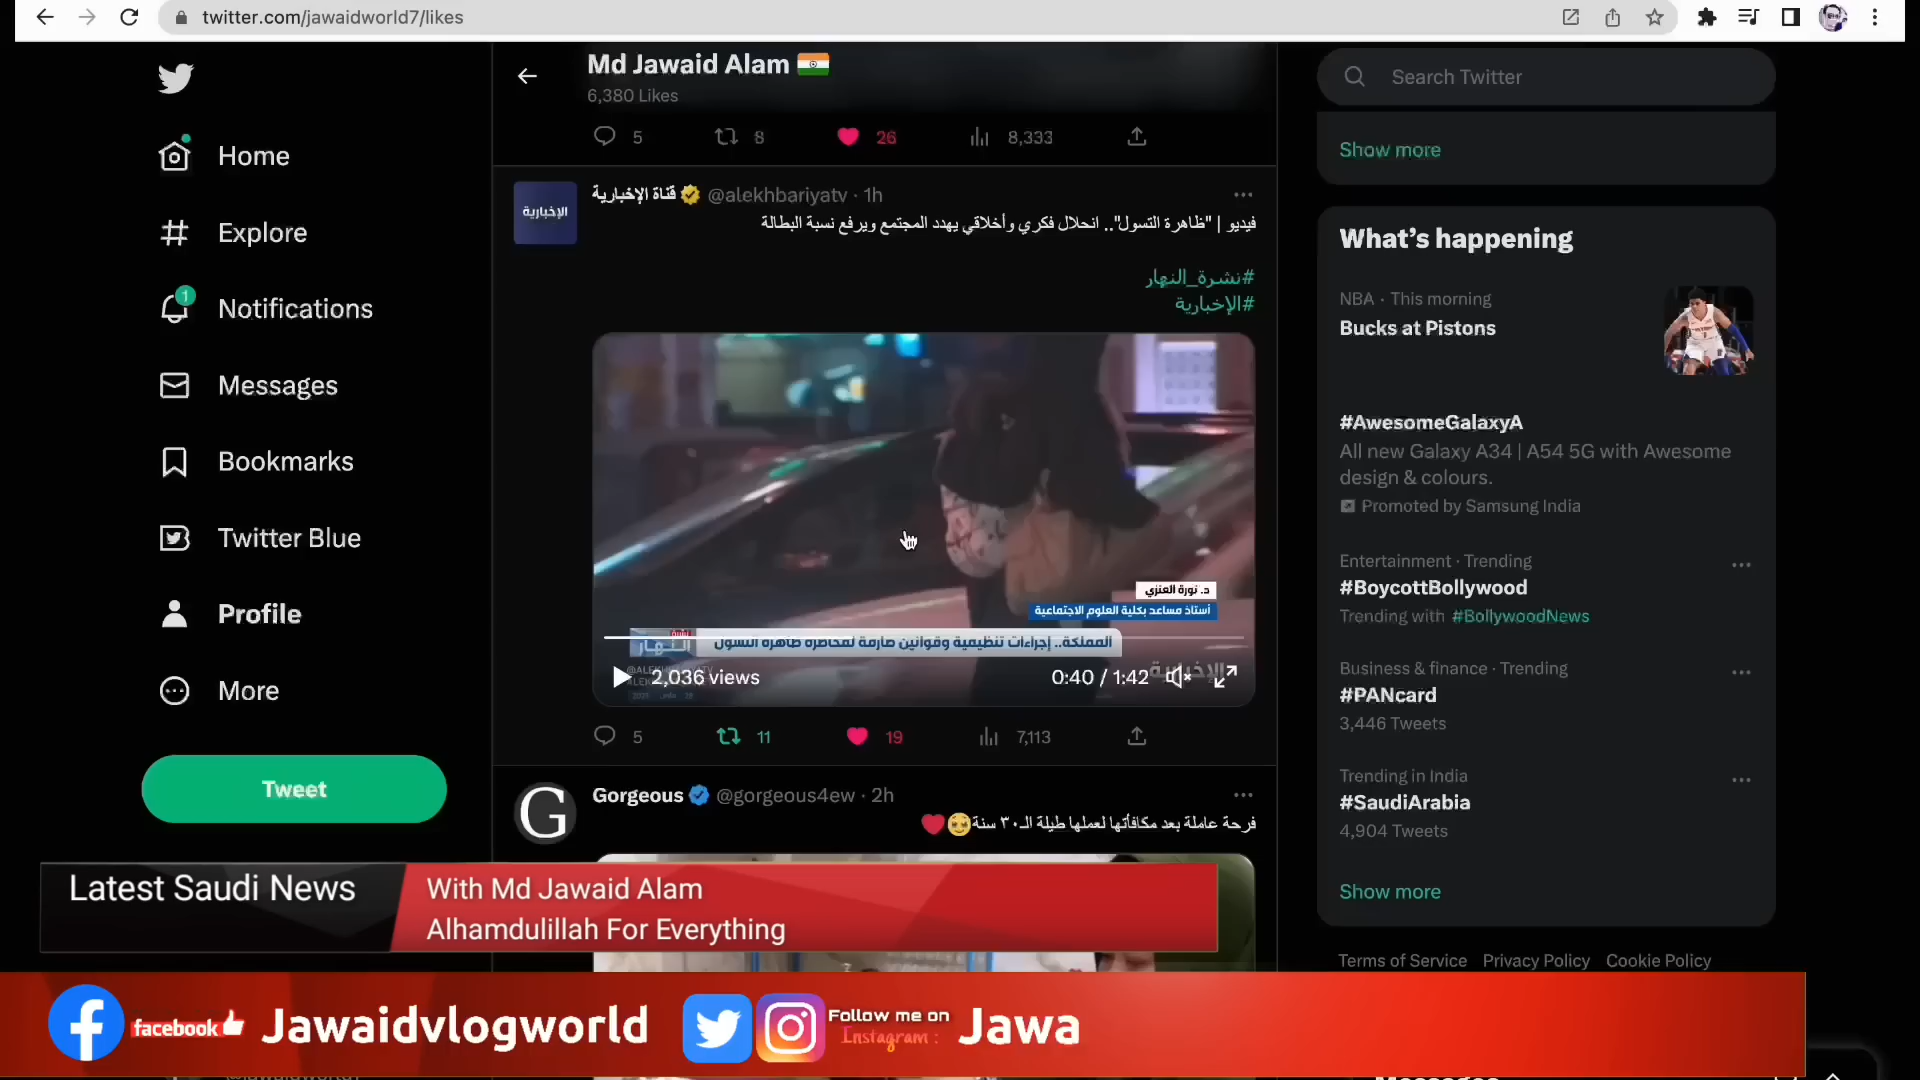 twitter.com/jawaidworld7/likes
Md Jawaid Alam
6,380 Likes
5 8 26 8,333
Search Twitter
Show more
Home
Explore
1
Notifications
Messages
Bookmarks
Twitter Blue
Profile
More
Tweet
الإخبارية
قناة الإخبارية @alekhbariyatv · 1h
فيديو | "ظاهرة التسول".. انحلال فكري وأخلاقي يهدد المجتمع ويرفع نسبة البطالة
#نشرة_النهار
#الإخبارية
د. نورة العنزي
أستاذ مساعد بكلية العلوم الاجتماعية
المملكة.. إجراءات تنظيمية وقوانين صارمة لمحاصرة ظاهرة التسول
النهار
الإخبارية
2,036 views
0:40 / 1:42
5 11 19 7,113
G
Gorgeous @gorgeous4ew · 2h
فرحة عاملة بعد مكافأتها لعملها طيلة الـ٣٠ سنة
What's happening
NBA · This morning
Bucks at Pistons
#AwesomeGalaxyA
All new Galaxy A34 | A54 5G with Awesome
design & colours.
Promoted by Samsung India
Entertainment · Trending
#BoycottBollywood
Trending with #BollywoodNews
Business & finance · Trending
#PANcard
3,446 Tweets
Trending in India
#SaudiArabia
4,904 Tweets
Show more
Terms of Service Privacy Policy Cookie Policy
Latest Saudi News
With Md Jawaid Alam
Alhamdulillah For Everything
facebook Jawaidvlogworld
Follow me on
Instagram :
Jawa